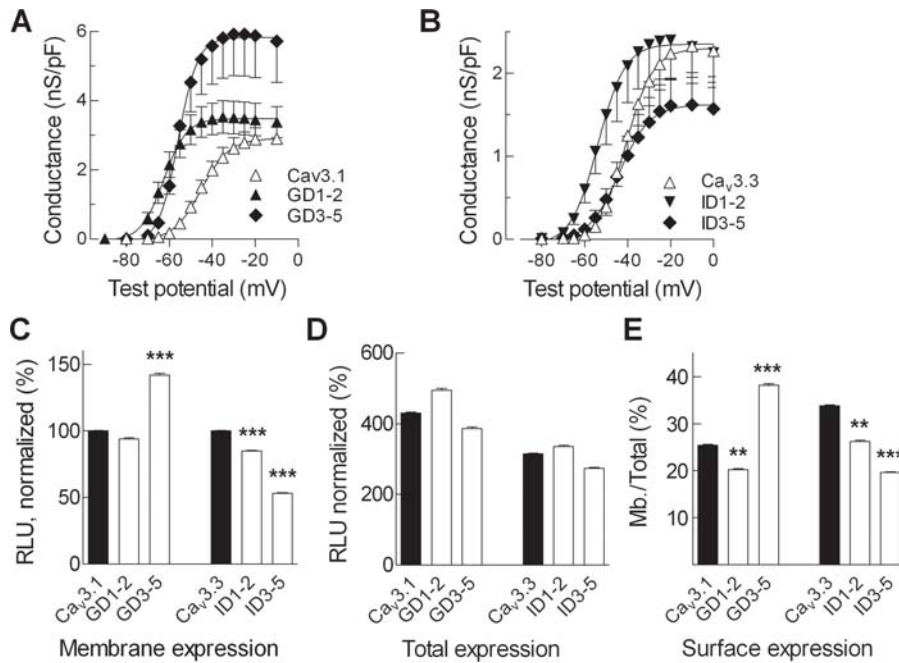 A
Conductance (nS/pF)
6
4
2
0
-80
-60
-40
-20
0
Test potential (mV)
Cav3.1
GD1-2
GD3-5
B
Conductance (nS/pF)
2
1
0
-80
-60
-40
-20
0
Test potential (mV)
Cav3.3
ID1-2
ID3-5
C
RLU, normalized (%)
150
100
50
0
***
***
***
Cav3.1
GD1-2
GD3-5
Cav3.3
ID1-2
ID3-5
Membrane expression
D
RLU normalized (%)
600
400
200
0
Cav3.1
GD1-2
GD3-5
Cav3.3
ID1-2
ID3-5
Total expression
E
Mb./Total (%)
40
30
20
10
**
***
**
***
Cav3.1
GD1-2
GD3-5
Cav3.3
ID1-2
ID3-5
Surface expression